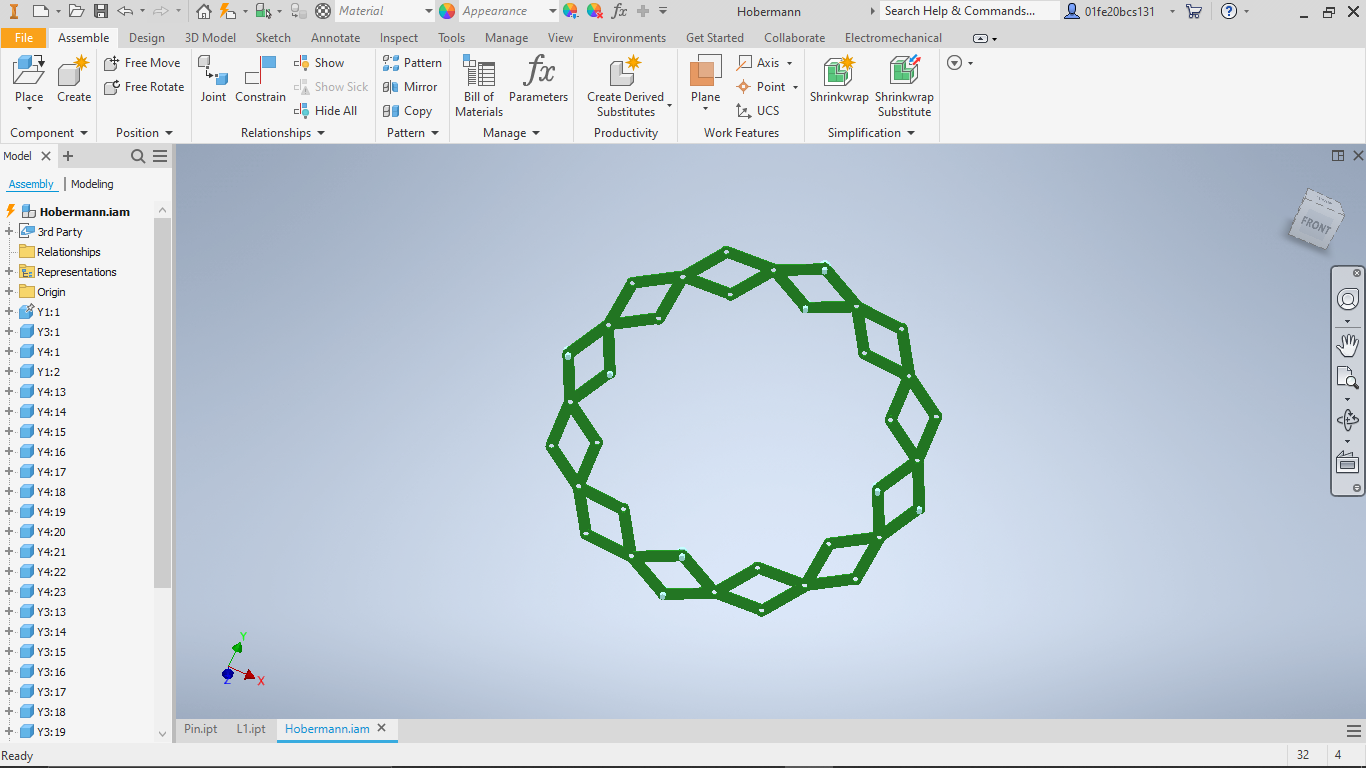 Material Appearance fx Hobermann Search Help & Commands... 01fe20bcs131 ?
File Assemble Design 3D Model Sketch Annotate Inspect Tools Manage View Environments Get Started Collaborate Electromechanical
Place
Create
Component
Free Move
Free Rotate
Position
Joint
Constrain
Show
Show Sick
Hide All
Relationships
Pattern
Mirror
Copy
Pattern
Bill of
Materials
fx
Parameters
Manage
Create Derived
Substitutes
Productivity
Plane
Axis
Point
UCS
Work Features
Shrinkwrap
Shrinkwrap
Substitute
Simplification
Model
Assembly | Modeling
Hobermann.iam
3rd Party
Relationships
Representations
Origin
Y1:1
Y3:1
Y4:1
Y1:2
Y4:13
Y4:14
Y4:15
Y4:16
Y4:17
Y4:18
Y4:19
Y4:20
Y4:21
Y4:22
Y4:23
Y3:13
Y3:14
Y3:15
Y3:16
Y3:17
Y3:18
Y3:19
FRONT
Y
X
Z
Pin.ipt L1.ipt Hobermann.iam
Ready 32 4